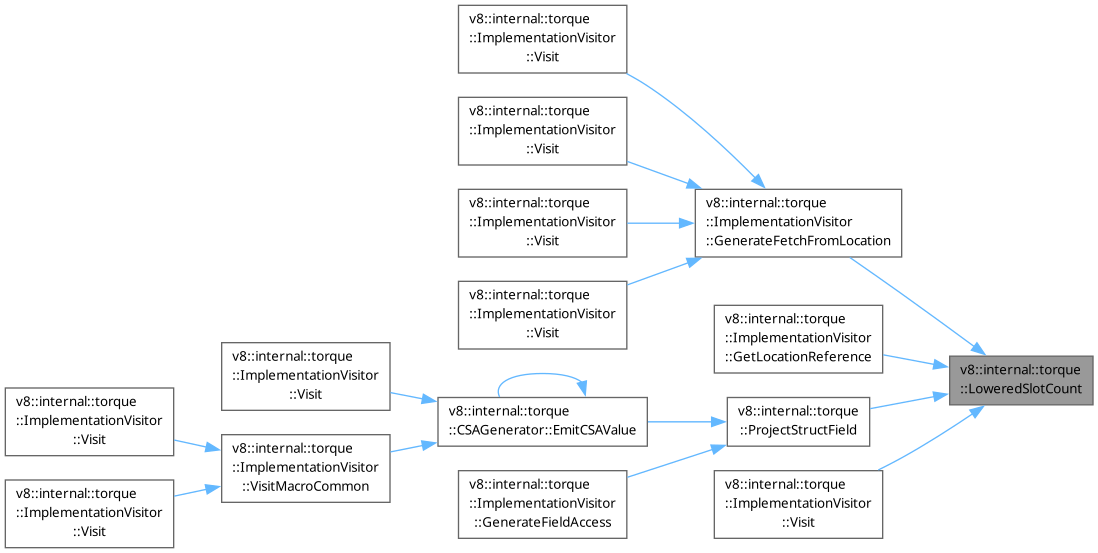 v8::internal::torque
::ImplementationVisitor
::Visit
v8::internal::torque
::ImplementationVisitor
::Visit
v8::internal::torque
::ImplementationVisitor
::GenerateFetchFromLocation
v8::internal::torque
::ImplementationVisitor
::Visit
v8::internal::torque
::ImplementationVisitor
::Visit
v8::internal::torque
::ImplementationVisitor
::GetLocationReference
v8::internal::torque
::ImplementationVisitor
::Visit
v8::internal::torque
::LoweredSlotCount
v8::internal::torque
::ImplementationVisitor
::Visit
v8::internal::torque
::CSAGenerator::EmitCSAValue
v8::internal::torque
::ProjectStructField
v8::internal::torque
::ImplementationVisitor
::VisitMacroCommon
v8::internal::torque
::ImplementationVisitor
::Visit
v8::internal::torque
::ImplementationVisitor
::GenerateFieldAccess
v8::internal::torque
::ImplementationVisitor
::Visit